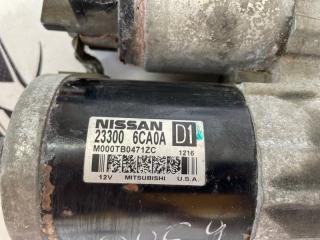 NISSAN
23300 6CA0A D1
M000TB0471ZC 1216
12V MITSUBISHI U.S.A